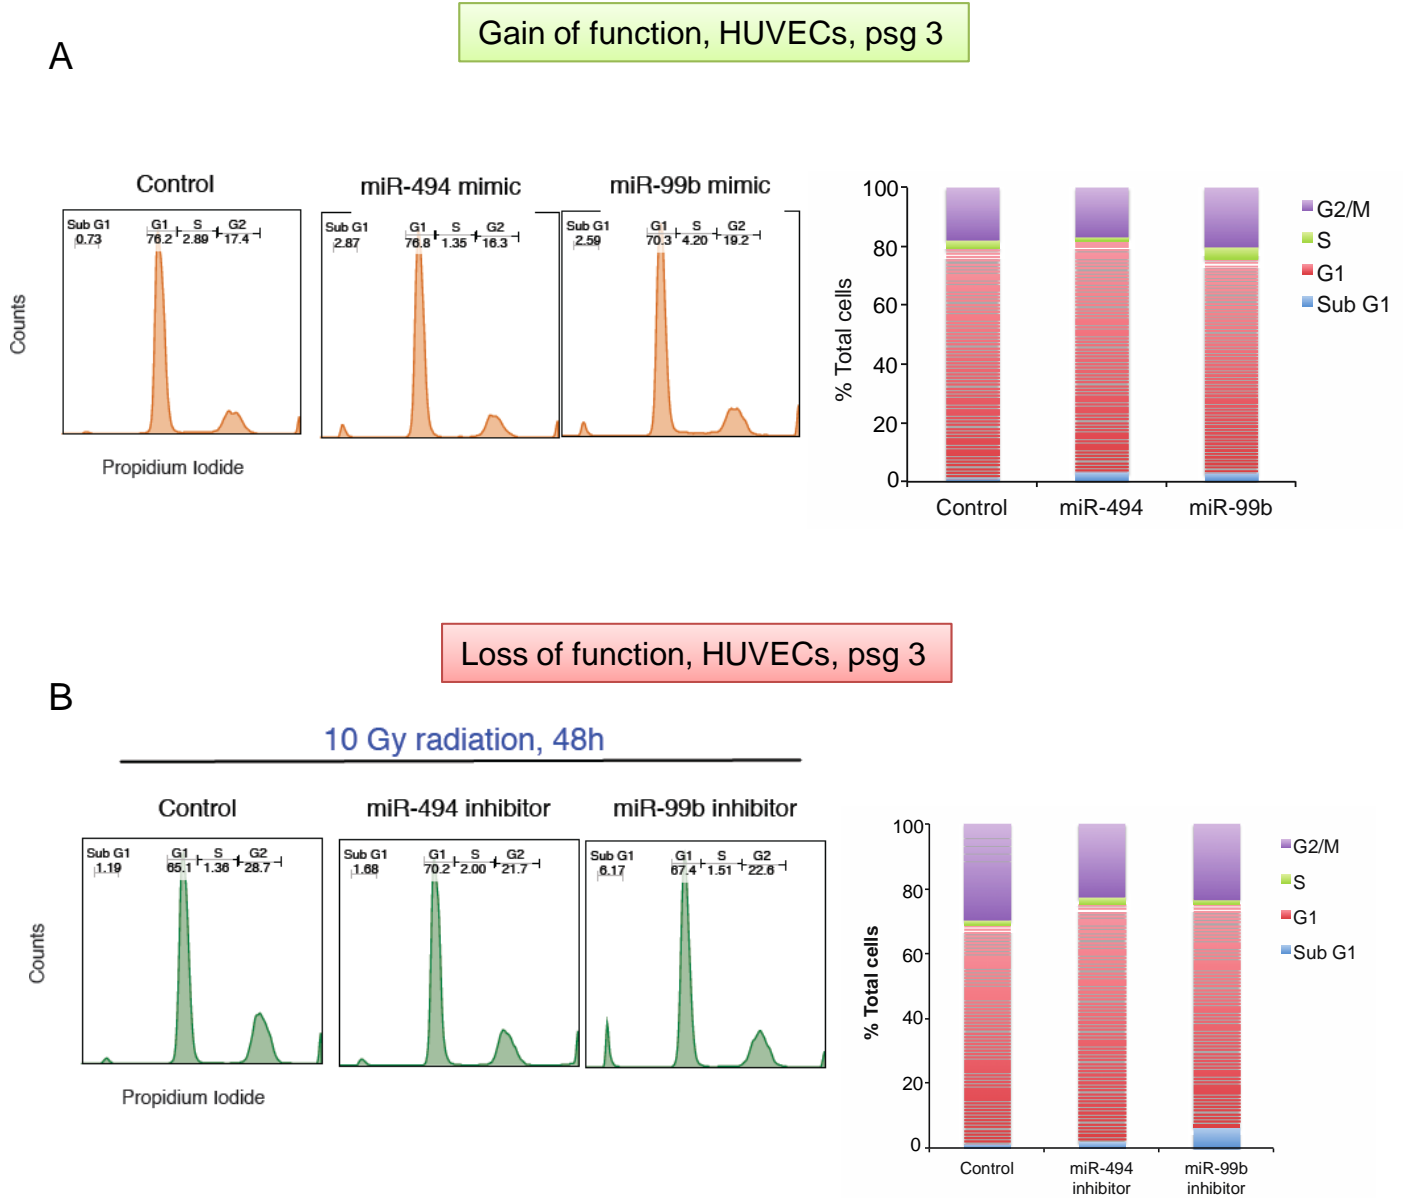 Gain of function, HUVECs, psg 3
A
Control
miR-494 mimic
miR-99b mimic
Sub G1 G1 S G2
0.73 76.2 2.89 17.4
Sub G1 G1 S G2
2.87 76.8 1.35 16.3
Sub G1 G1 S G2
2.59 70.3 4.20 19.2
Counts
Propidium Iodide
% Total cells
100
80
60
40
20
0
Control
miR-494
miR-99b
G2/M
S
G1
Sub G1
Loss of function, HUVECs, psg 3
B
10 Gy radiation, 48h
Control
miR-494 inhibitor
miR-99b inhibitor
Sub G1 G1 S G2
1.19 65.1 1.36 28.7
Sub G1 G1 S G2
1.68 70.2 2.00 21.7
Sub G1 G1 S G2
6.17 67.4 1.51 22.6
Counts
Propidium Iodide
% Total cells
100
80
60
40
20
0
Control
miR-494
inhibitor
miR-99b
inhibitor
G2/M
S
G1
Sub G1